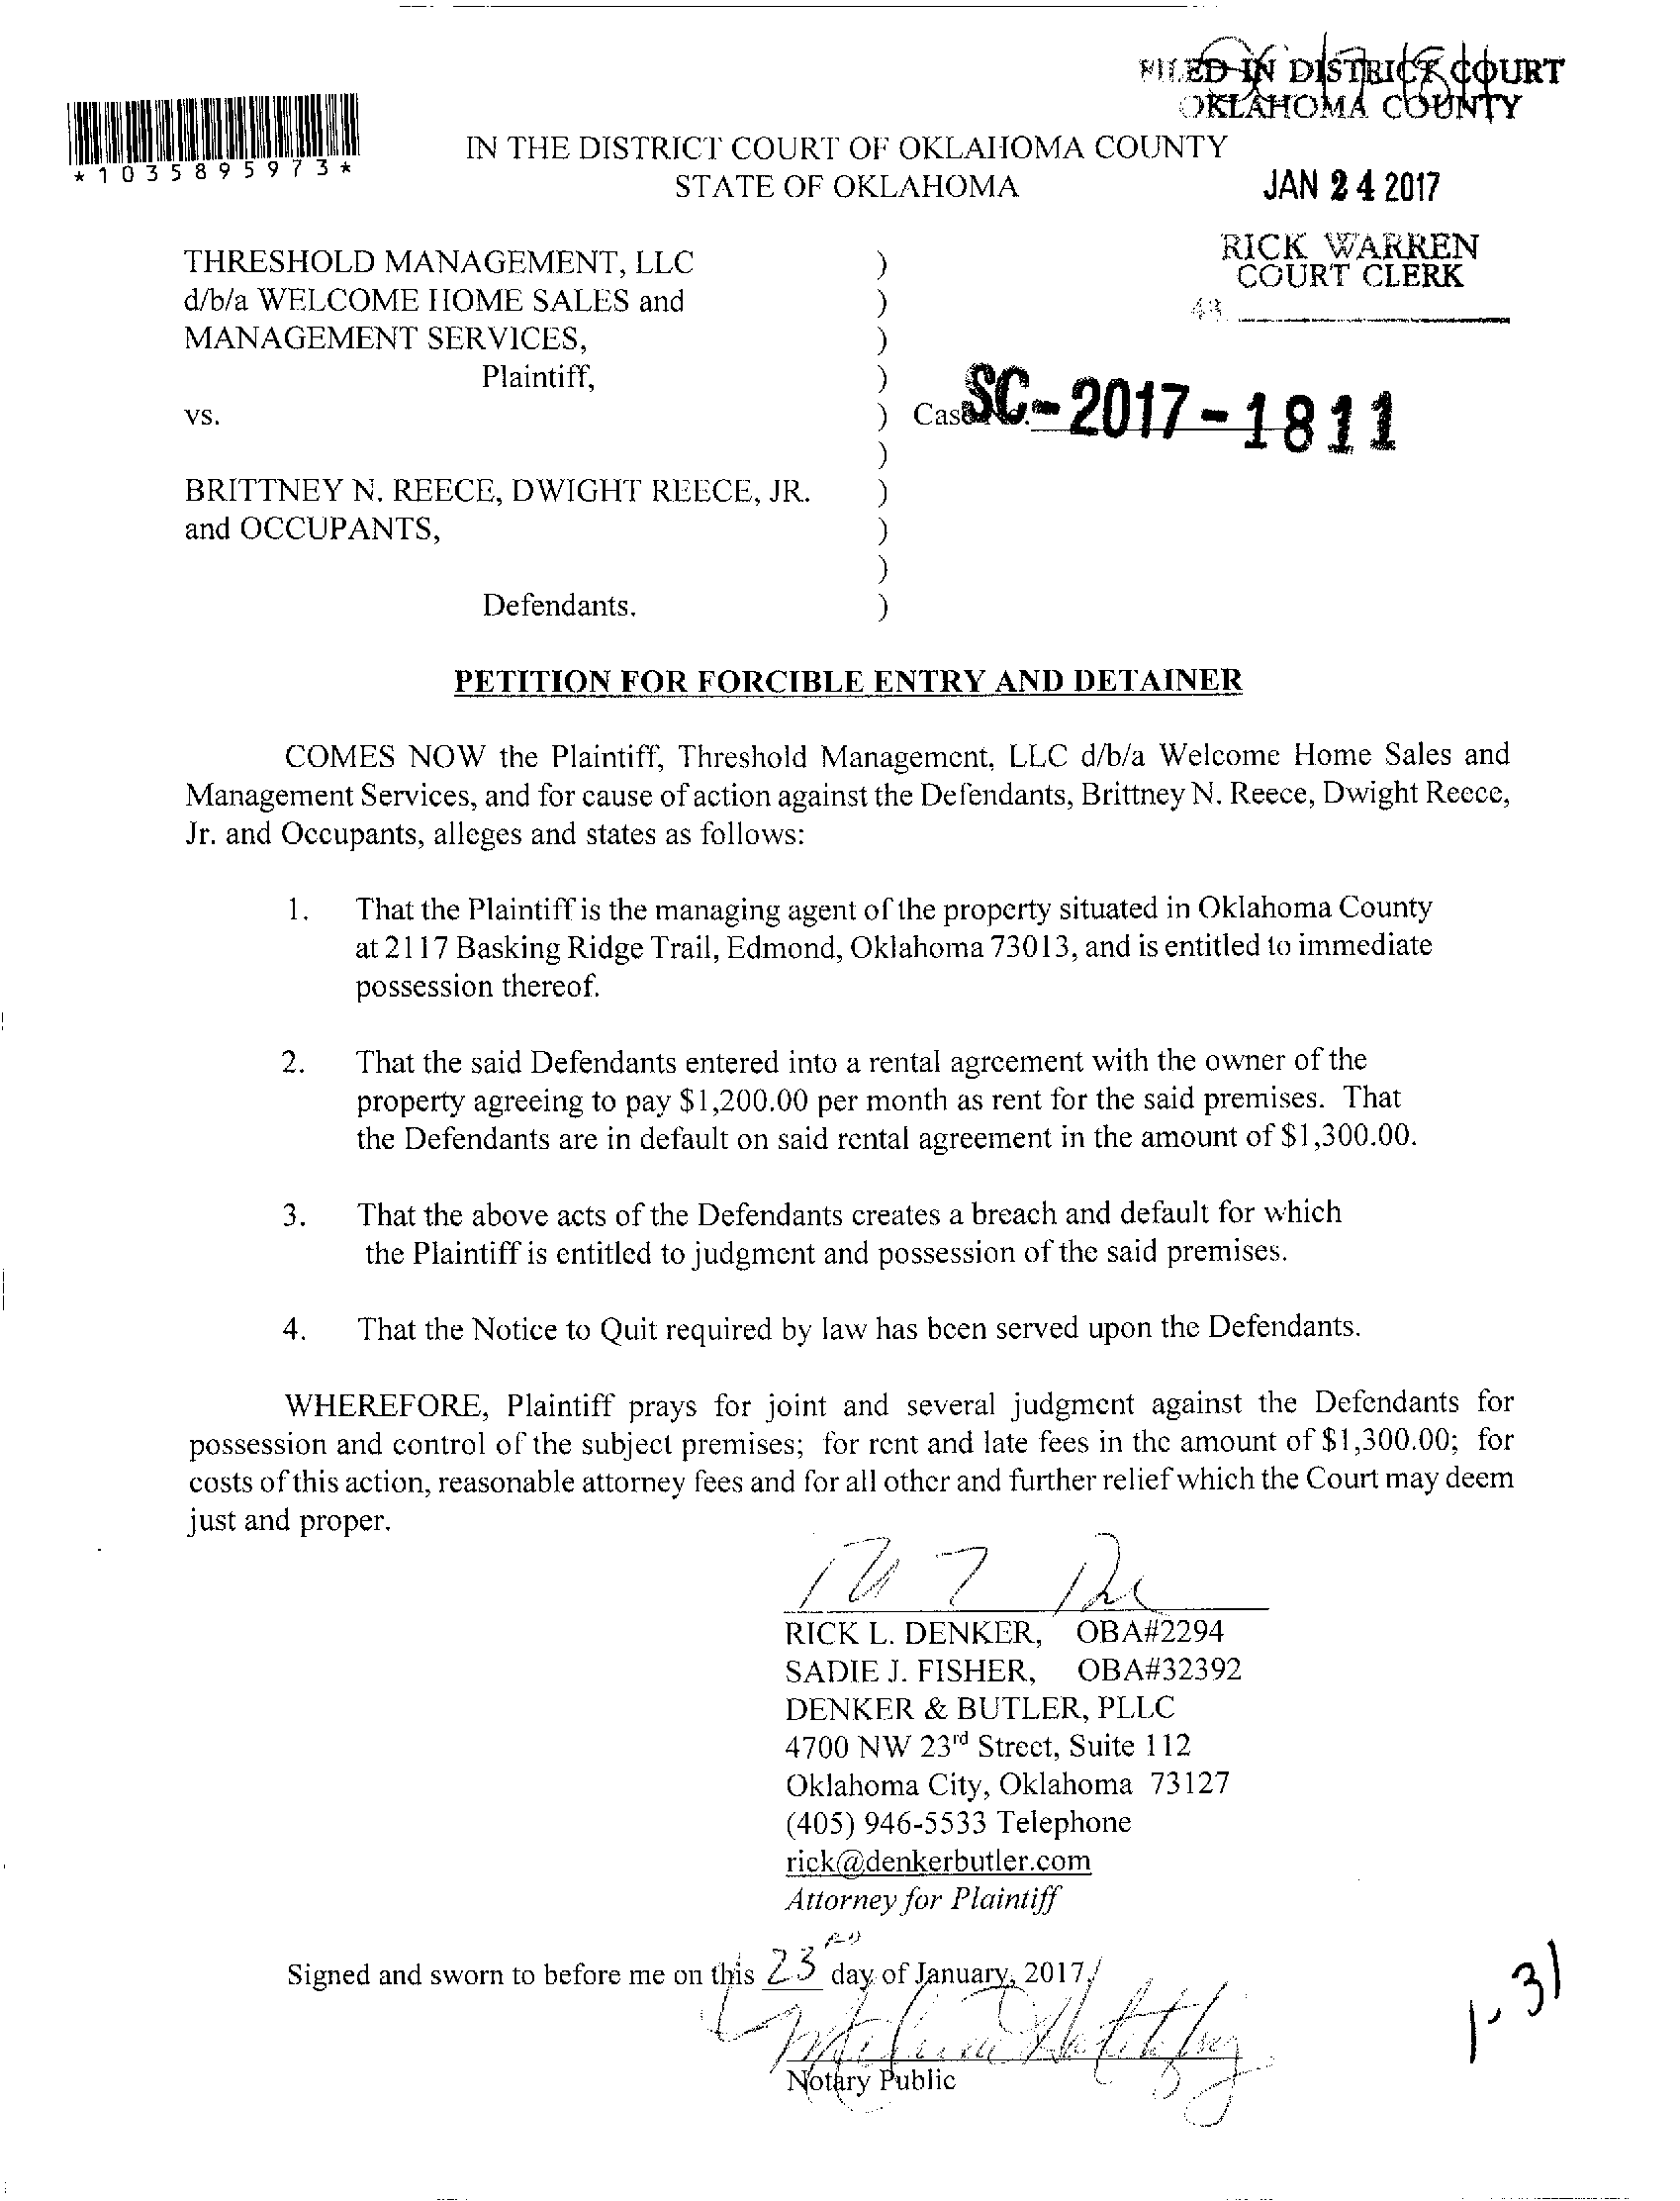 FILED IN DISTRICT COURT
OKLAHOMA COUNTY
*1035895973*
IN THE DISTRICT COURT OF OKLAHOMA COUNTY
STATE OF OKLAHOMA
JAN 24 2017
RICK WARREN
COURT CLERK
43
THRESHOLD MANAGEMENT, LLC )
d/b/a WELCOME HOME SALES and )
MANAGEMENT SERVICES, )
Plaintiff, )
vs. ) Case No. SC-2017-1811
)
BRITTNEY N. REECE, DWIGHT REECE, JR. )
and OCCUPANTS, )
)
Defendants. )
PETITION FOR FORCIBLE ENTRY AND DETAINER
COMES NOW the Plaintiff, Threshold Management, LLC d/b/a Welcome Home Sales and
Management Services, and for cause of action against the Defendants, Brittney N. Reece, Dwight Reece,
Jr. and Occupants, alleges and states as follows:
1. That the Plaintiff is the managing agent of the property situated in Oklahoma County
at 2117 Basking Ridge Trail, Edmond, Oklahoma 73013, and is entitled to immediate
possession thereof.
2. That the said Defendants entered into a rental agreement with the owner of the
property agreeing to pay $1,200.00 per month as rent for the said premises. That
the Defendants are in default on said rental agreement in the amount of $1,300.00.
3. That the above acts of the Defendants creates a breach and default for which
the Plaintiff is entitled to judgment and possession of the said premises.
4. That the Notice to Quit required by law has been served upon the Defendants.
WHEREFORE, Plaintiff prays for joint and several judgment against the Defendants for
possession and control of the subject premises; for rent and late fees in the amount of $1,300.00; for
costs of this action, reasonable attorney fees and for all other and further relief which the Court may deem
just and proper.
RICK L. DENKER, OBA#2294
SADIE J. FISHER, OBA#32392
DENKER & BUTLER, PLLC
4700 NW 23rd Street, Suite 112
Oklahoma City, Oklahoma 73127
(405) 946-5533 Telephone
rick@denkerbutler.com
Attorney for Plaintiff
Signed and sworn to before me on this 23rd day of January, 2017
Notary Public
1-31